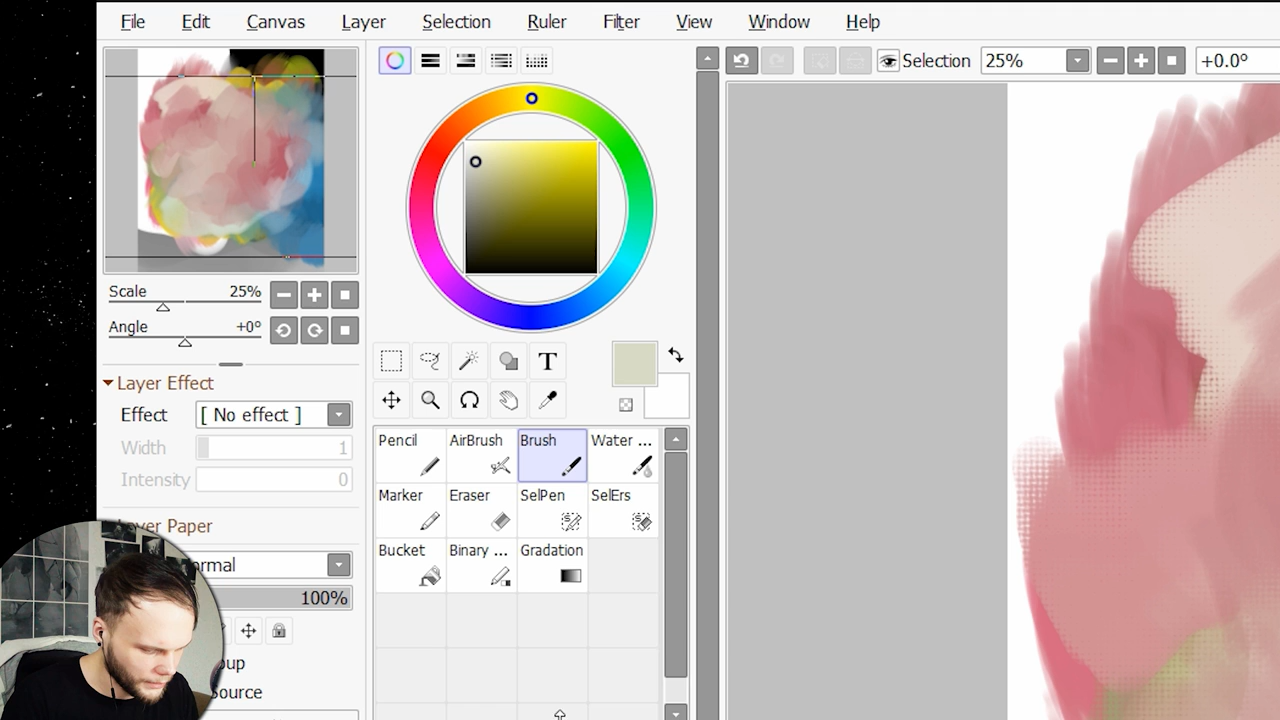 File Edit Canvas Layer Selection Ruler Filter View Window Help
Selection 25% +0.0°
Scale 25%
Angle +0°
Layer Effect
Effect [ No effect ]
Width 1
Intensity 0
Layer Paper
rmal
100%
oup
Source
T
Pencil AirBrush Brush Water ...
Marker Eraser SelPen SelErs
Bucket Binary ... Gradation